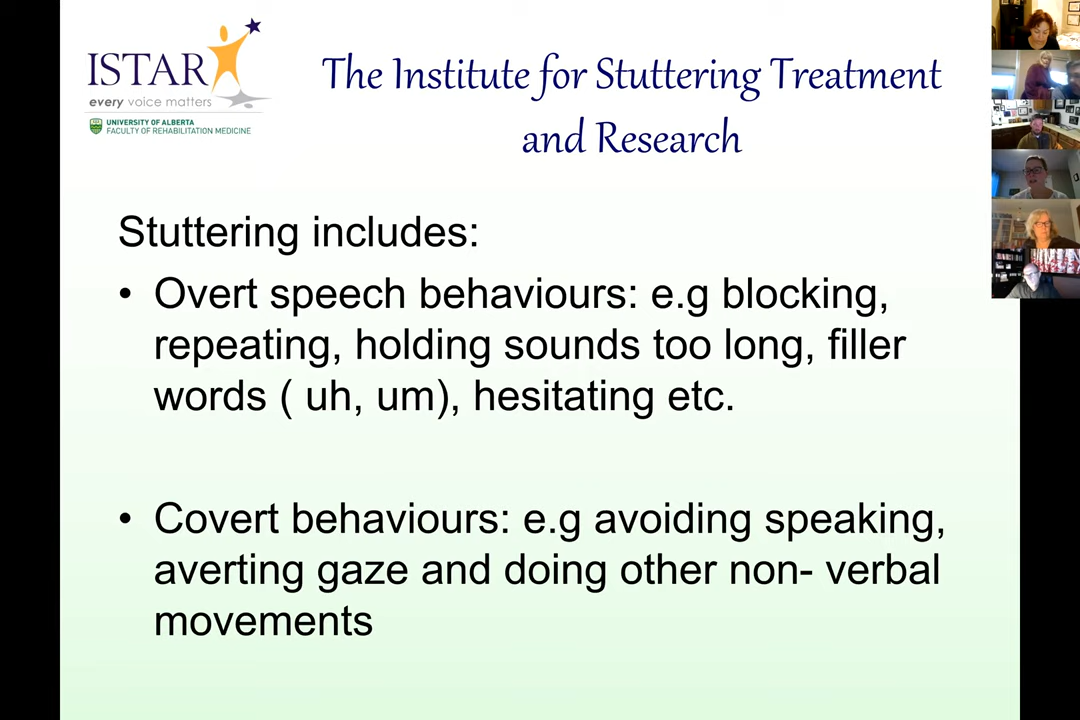 ISTAR
every voice matters
UNIVERSITY OF ALBERTA
FACULTY OF REHABILITATION MEDICINE
The Institute for Stuttering Treatment
and Research
Stuttering includes:
• Overt speech behaviours: e.g blocking,
repeating, holding sounds too long, filler
words ( uh, um), hesitating etc.
• Covert behaviours: e.g avoiding speaking,
averting gaze and doing other non- verbal
movements